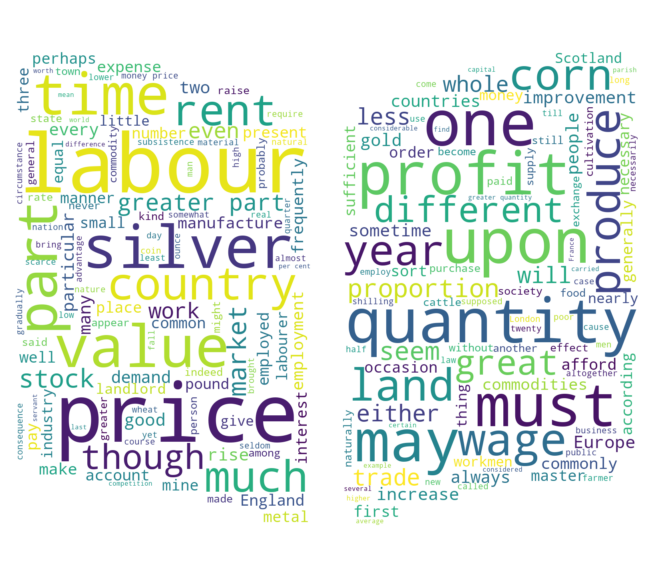 perhaps
worth
town
lower
expense
money price
three
time
two
raise
rent
require
mean
state
world
little
subsistence
material
natural
every
number
even
present
general
difference
commodity
high
probably
circumstance
equal
labour
man
frequently
rate
manner
greater part
never
kind
somewhat
real
quarter
nation
small
manufacture
bring
advantage
day
almost
part
particular
silver
scarce
coin
least
ounce
per cent
nature
country
gradually
many
place
work
might
market
employed
labourer
employment
low
appear
common
fall
said
value
indeed
brought
well
stock
demand
pound
landlord
interest
consequence
industry
pay
servant
greater
wheat
good
person
give
last
price
yet
course
seldom
among
though
rise
make
account
mine
much
competition
made
England
metal
Scotland
capital
parish
come
corn
long
whole
money
improvement
countries
less
use
till
considerable
find
one
produce
gold
still
supply
cultivation
necessary
sufficient
order
become
people
profit
paid
exchange
generally
necessarily
greater quantity
different
sometime
France
carried
year
upon
employ
sort
purchase
will
case
proportion
society
food
nearly
shilling
cattle
supposed
London
poor
twenty
cause
quantity
half
law
without
another
effect
men
seem
great
afford
altogether
occasion
commodities
according
land
thing
must
either
naturally
may
wage
business
Europe
certain
workmen
public
commonly
example
trade
always
considered
master
farmer
several
increase
new
called
higher
first
average